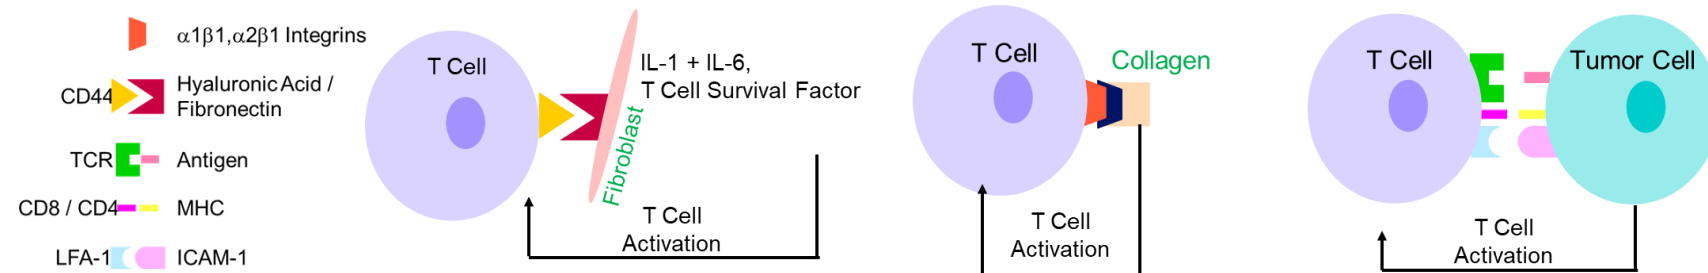 α1β1,α2β1 Integrins
CD44
Hyaluronic Acid /
Fibronectin
TCR
Antigen
CD8 / CD4
MHC
LFA-1
ICAM-1
T Cell
IL-1 + IL-6,
T Cell Survival Factor
Fibroblast
T Cell
Activation
T Cell
Collagen
T Cell
Activation
T Cell
Tumor Cell
T Cell
Activation